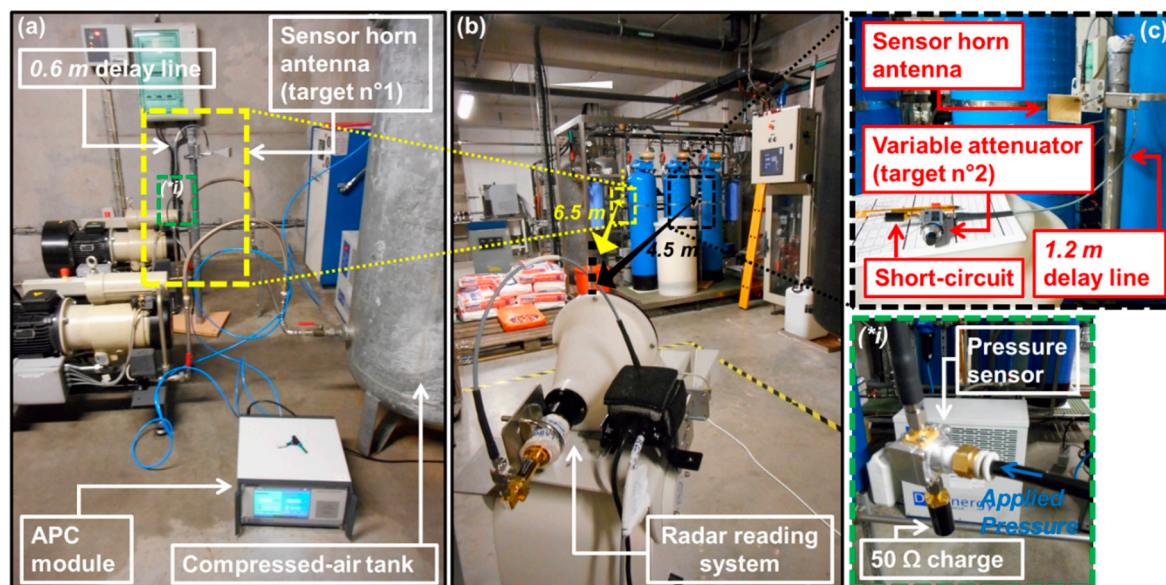 (a)
0.6 m delay line
Sensor horn
antenna
(target n°1)
(*i)
APC
module
Compressed-air tank
(b)
6.5 m
4.5 m
Radar reading
system
(c)
Sensor horn
antenna
Variable attenuator
(target n°2)
Short-circuit
1.2 m
delay line
(*i)
Pressure
sensor
Applied
Pressure
50 Ω charge